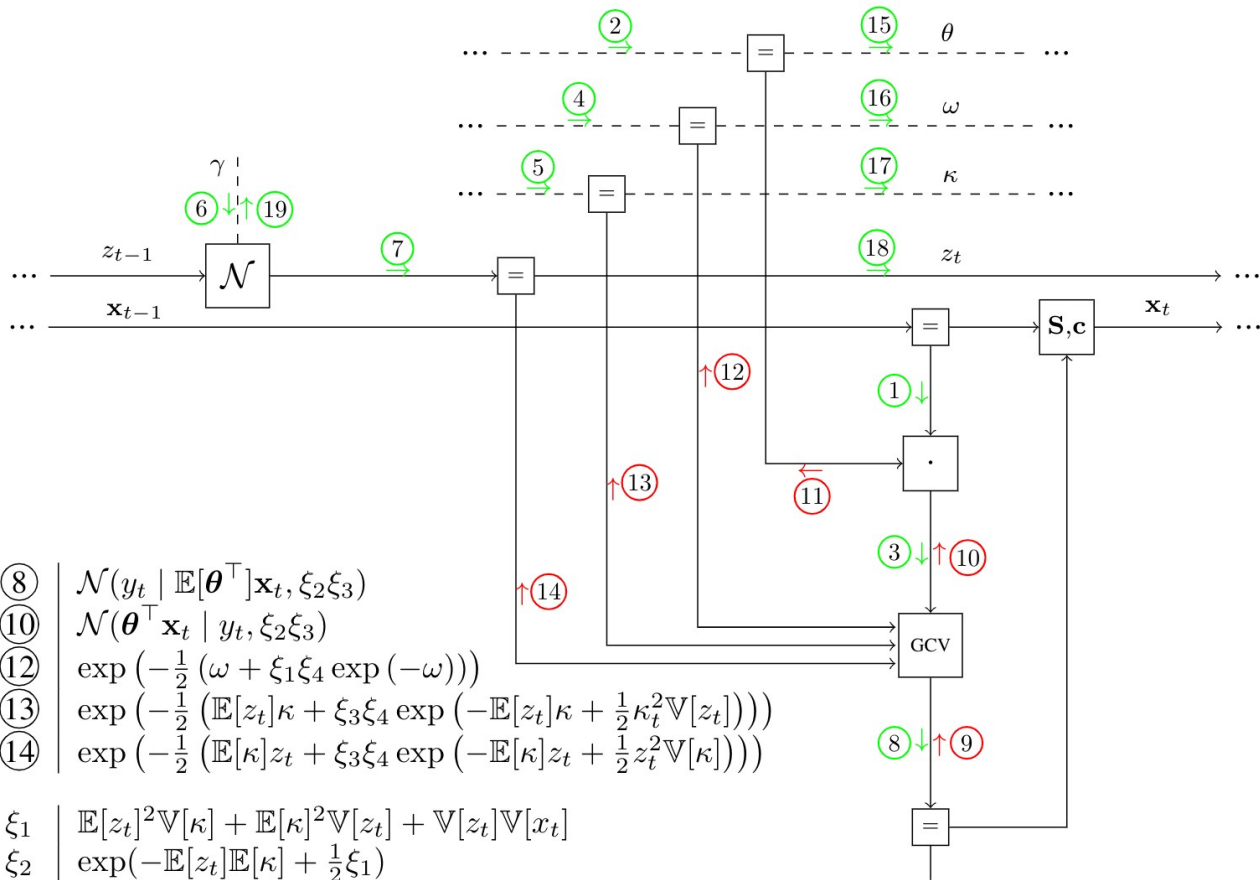 2 15 θ
... = ...
4 16 ω
... = ...
5 17 κ
... = ...
γ
6 ↓ ↑ 19
z_{t−1} 7 18 z_t
... 𝒩 = ...
𝐱_{t−1} 𝐱_t
... = 𝐒,𝐜 ...
↑ 12
1 ↓
·
↑ 13
11
3 ↓ ↑ 10
↑ 14
GCV
8 ↓ ↑ 9
=
8 | 𝒩(y_t | 𝔼[𝛉^⊤]𝐱_t, ξ_2ξ_3)
10 | 𝒩(𝛉^⊤𝐱_t | y_t, ξ_2ξ_3)
12 | exp(−½(ω + ξ_1ξ_4 exp(−ω)))
13 | exp(−½(𝔼[z_t]κ + ξ_3ξ_4 exp(−𝔼[z_t]κ + ½κ_t^2𝕍[z_t])))
14 | exp(−½(𝔼[κ]z_t + ξ_3ξ_4 exp(−𝔼[κ]z_t + ½z_t^2𝕍[κ])))
ξ_1 | 𝔼[z_t]^2𝕍[κ] + 𝔼[κ]^2𝕍[z_t] + 𝕍[z_t]𝕍[x_t]
ξ_2 | exp(−𝔼[z_t]𝔼[κ] + ½ξ_1)